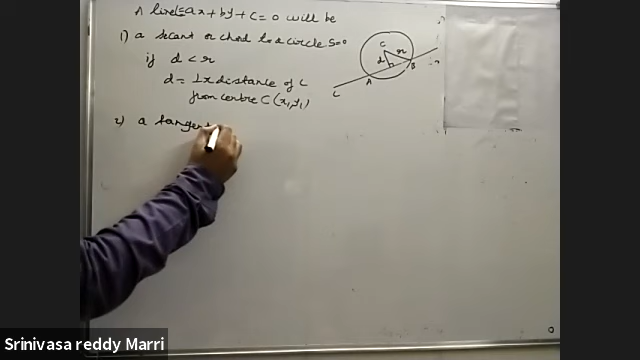 A line L=ax+by+c=0 will be
1) a secant or chord to a circle S=0
if d<r
d = ⊥r distance of L
from centre C(x₁,y₁)
2) a tangen
C
r
d
A
B
L
Srinivasa reddy Marri